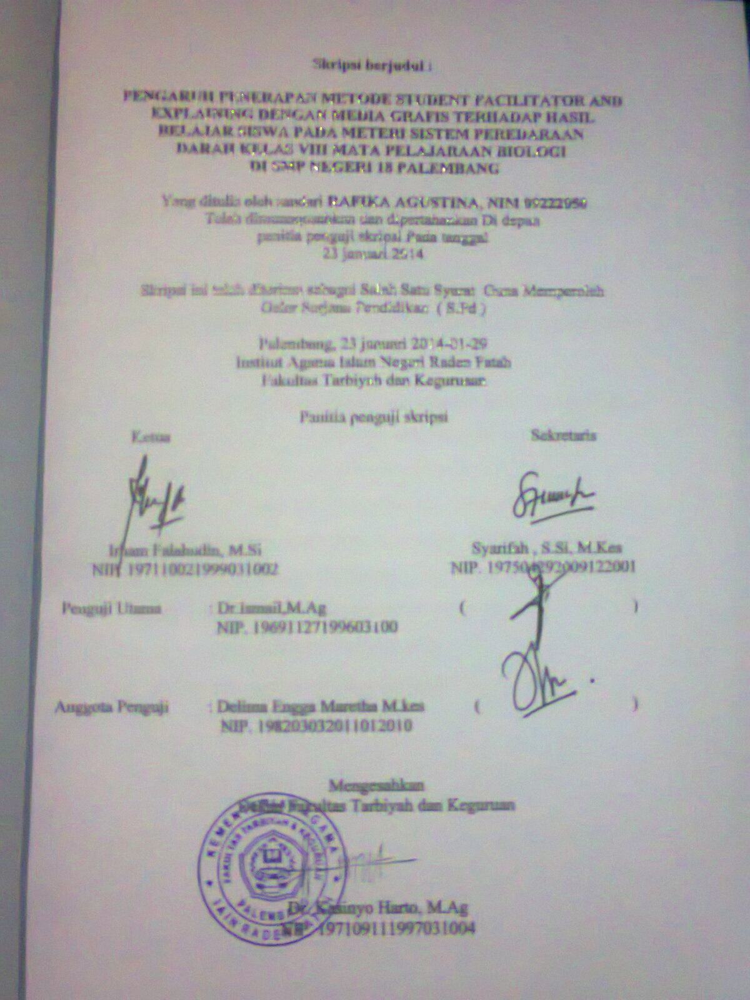 Skripsi berjudul :
PENGARUH PENERAPAN METODE STUDENT FACILITATOR AND
EXPLAINING DENGAN MEDIA GRAFIS TERHADAP HASIL
BELAJAR SISWA PADA METERI SISTEM PEREDARAAN
DARAH KELAS VIII MATA PELAJARAAN BIOLOGI
DI SMP NEGERI 18 PALEMBANG
Yang ditulis oleh saudari RAFIKA AGUSTINA, NIM
Telah dimunaqasahkan dan dipertahankan Di depan
panitia penguji skripsi Pada tanggal
23 januari 2014
Skripsi ini telah diterima sebagai Salah Satu Syarat Guna Memperoleh
Gelar Sarjana Pendidikan ( S.Pd )
Palembang, 23 januari 2014-01-29
Institut Agama Islam Negeri Raden Fatah
Fakultas Tarbiyah dan Keguruan
Panitia penguji skripsi
Ketua Sekretaris
Irham Falahudin, M.Si Syarifah , S.Si, M.Kes
NIP. 197110021999031002 NIP. 197504292009122001
Penguji Utama : Dr Ismail,M.Ag ( )
NIP. 19691127199603100
Anggota Penguji : Delima Engga Maretha M.kes ( )
NIP. 198203032011012010
Mengesahkan
Dekan Fakultas Tarbiyah dan Keguruan
KEMENTERIAN AGAMA
FAKULTAS TARBIYAH & KEGURUAN
PALEMBANG
IAIN RADEN FATAH
Dr. Kasinyo Harto, M.Ag
NIP. 197109111997031004